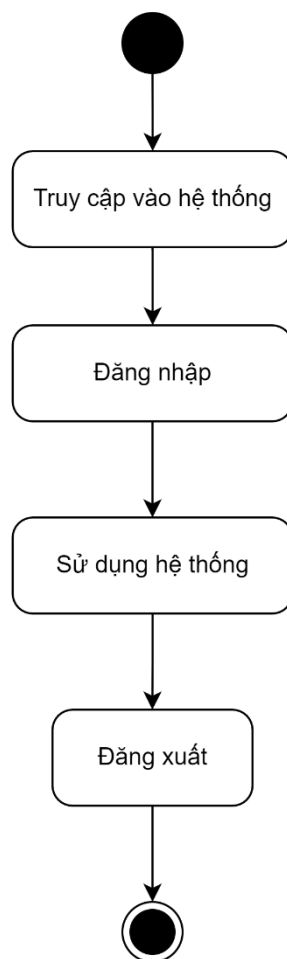 Truy cập vào hệ thống
Đăng nhập
Sử dụng hệ thống
Đăng xuất